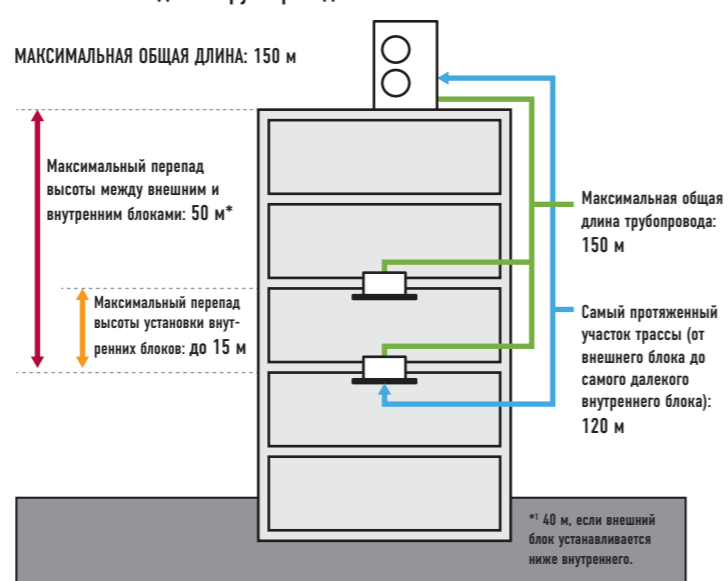 МАКСИМАЛЬНАЯ ОБЩАЯ ДЛИНА: 150 м
Максимальный перепад
высоты между внешним и
внутренним блоками: 50 м*
Максимальный перепад
высоты установки внут-
ренних блоков: до 15 м
Максимальная общая
длина трубопровода:
150 м
Самый протяженный
участок трассы (от
внешнего блока до
самого далекого
внутреннего блока):
120 м
*¹ 40 м, если внешний
блок устанавливается
ниже внутреннего.